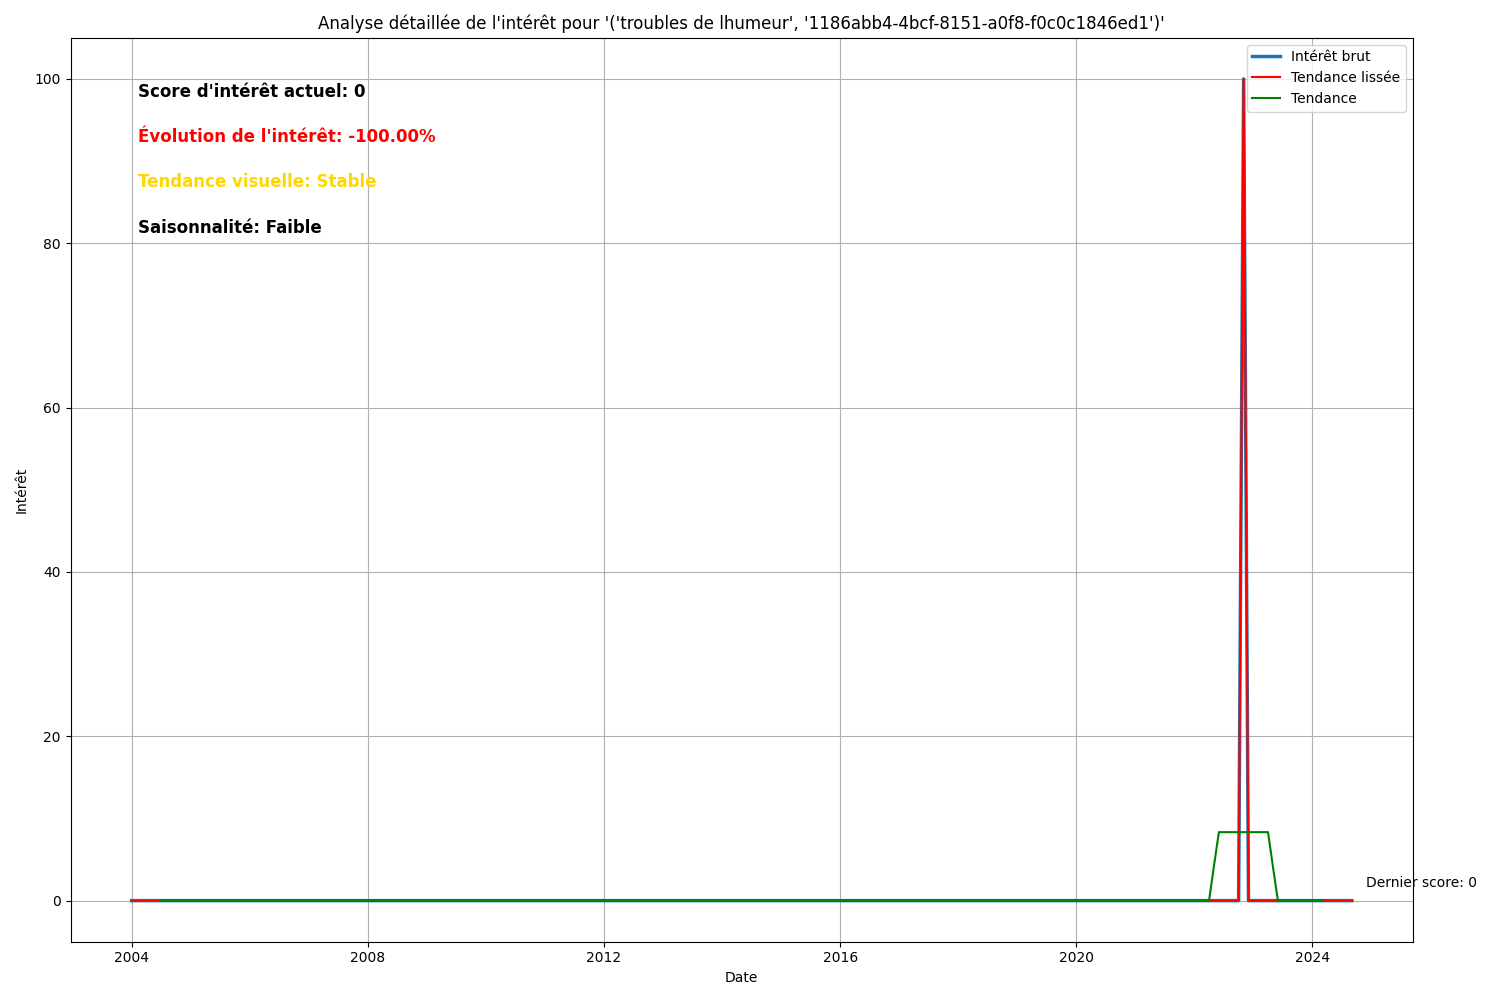 Analyse détaillée de l'intérêt pour '('troubles de lhumeur', '1186abb4-4bcf-8151-a0f8-f0c0c1846ed1')'
Intérêt brut
Tendance lissée
Tendance
Score d'intérêt actuel: 0
Évolution de l'intérêt: -100.00%
Tendance visuelle: Stable
Saisonnalité: Faible
100
80
60
40
20
0
Intérêt
Dernier score: 0
2004
2008
2012
2016
2020
2024
Date